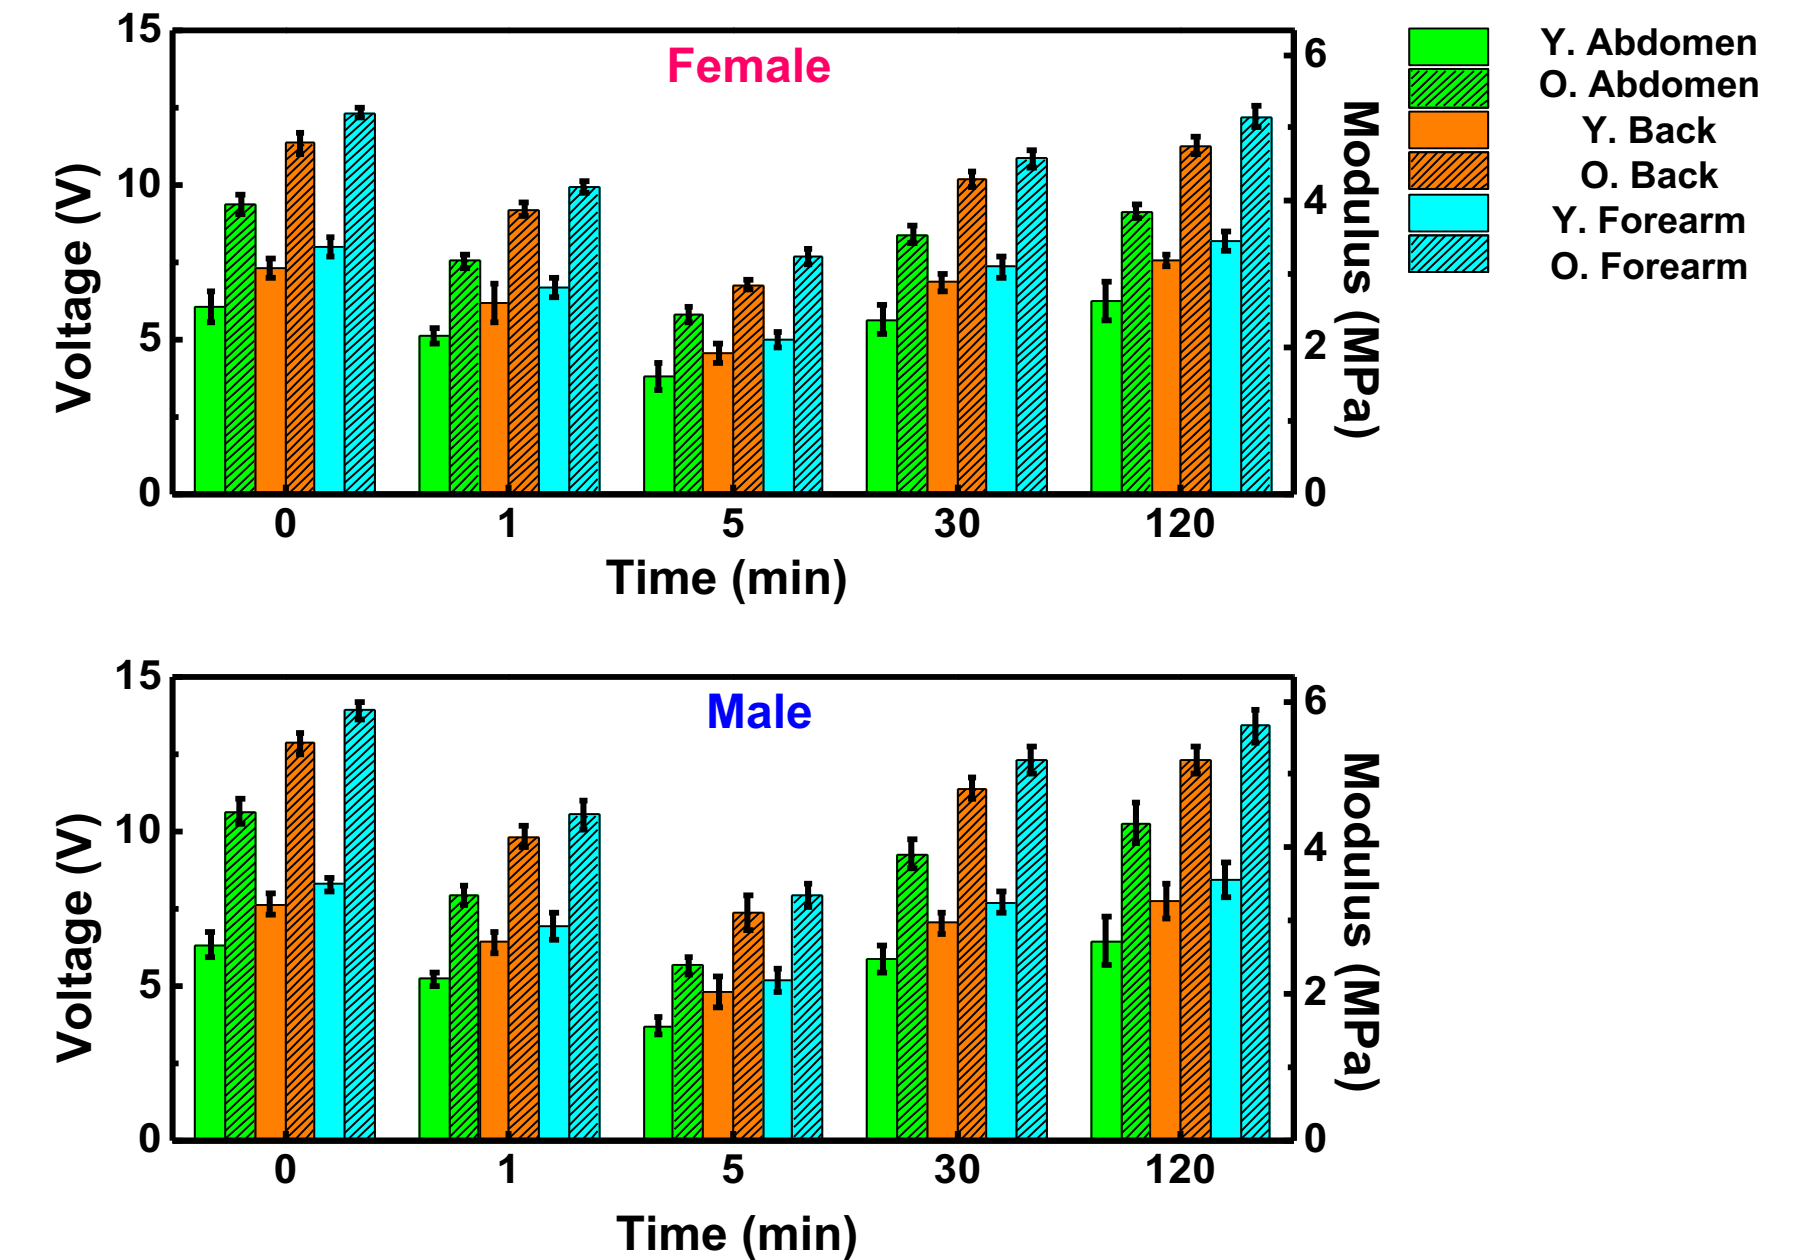 Female
15
10
5
0
Voltage (V)
6
4
2
0
Modulus (MPa)
0 1 5 30 120
Time (min)
Y. Abdomen
O. Abdomen
Y. Back
O. Back
Y. Forearm
O. Forearm
Male
15
10
5
0
Voltage (V)
6
4
2
0
Modulus (MPa)
0 1 5 30 120
Time (min)